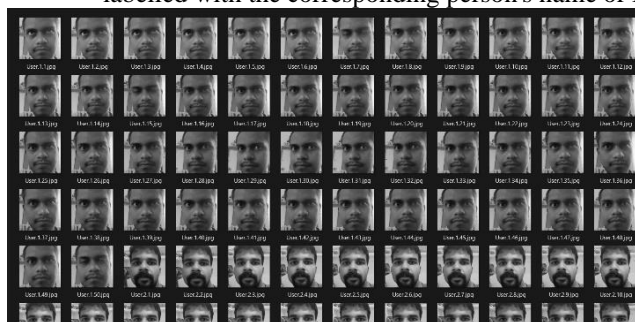 labelled with the corresponding person's name or
User.1.1.jpg User.1.2.jpg User.1.3.jpg User.1.4.jpg User.1.5.jpg User.1.6.jpg User.1.7.jpg User.1.8.jpg User.1.9.jpg User.1.10.jpg User.1.11.jpg User.1.12.jpg
User.1.13.jpg User.1.14.jpg User.1.15.jpg User.1.16.jpg User.1.17.jpg User.1.18.jpg User.1.19.jpg User.1.20.jpg User.1.21.jpg User.1.22.jpg User.1.23.jpg User.1.24.jpg
User.1.25.jpg User.1.26.jpg User.1.27.jpg User.1.28.jpg User.1.29.jpg User.1.30.jpg User.1.31.jpg User.1.32.jpg User.1.33.jpg User.1.34.jpg User.1.35.jpg User.1.36.jpg
User.1.37.jpg User.1.38.jpg User.1.39.jpg User.1.40.jpg User.1.41.jpg User.1.42.jpg User.1.43.jpg User.1.44.jpg User.1.45.jpg User.1.46.jpg User.1.47.jpg User.1.48.jpg
User.1.49.jpg User.1.50.jpg User.2.1.jpg User.2.2.jpg User.2.3.jpg User.2.4.jpg User.2.5.jpg User.2.6.jpg User.2.7.jpg User.2.8.jpg User.2.9.jpg User.2.10.jpg